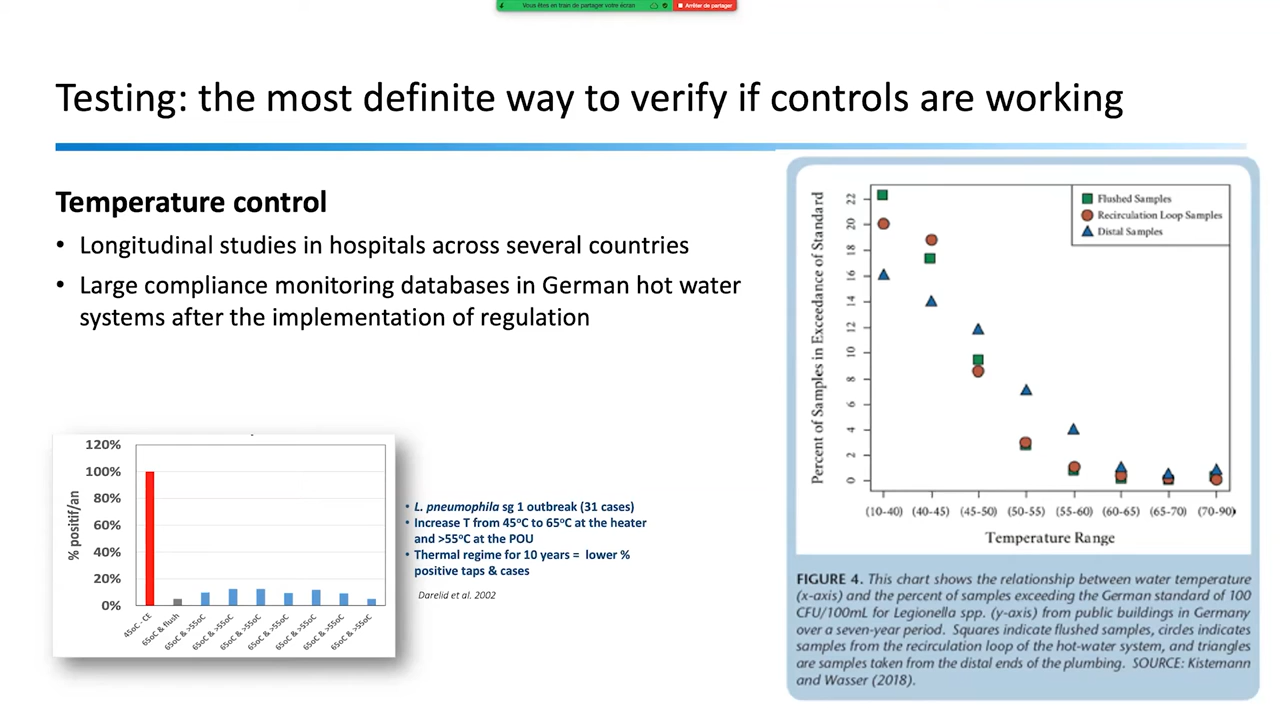 Vous êtes en train de partager votre écran
Arrêter de partager
Testing: the most definite way to verify if controls are working
Temperature control
• Longitudinal studies in hospitals across several countries
• Large compliance monitoring databases in German hot water
systems after the implementation of regulation
120%
100%
80%
60%
40%
20%
0%
% positif/an
45oC - CE
65oC & flush
65oC & >55oC
65oC & >55oC
65oC & >55oC
65oC & >55oC
65oC & >55oC
65oC & >55oC
65oC & >55oC
• L. pneumophila sg 1 outbreak (31 cases)
• Increase T from 45°C to 65°C at the heater
and >55°C at the POU
• Thermal regime for 10 years = lower %
positive taps & cases
Darelid et al. 2002
Percent of Samples in Exceedance of Standard
22
20
18
16
14
12
10
8
6
4
2
0
Flushed Samples
Recirculation Loop Samples
Distal Samples
(10-40) (40-45) (45-50) (50-55) (55-60) (60-65) (65-70) (70-90)
Temperature Range
FIGURE 4. This chart shows the relationship between water temperature
(x-axis) and the percent of samples exceeding the German standard of 100
CFU/100mL for Legionella spp. (y-axis) from public buildings in Germany
over a seven-year period. Squares indicate flushed samples, circles indicates
samples from the recirculation loop of the hot-water system, and triangles
are samples taken from the distal ends of the plumbing. SOURCE: Kistemann
and Wasser (2018).